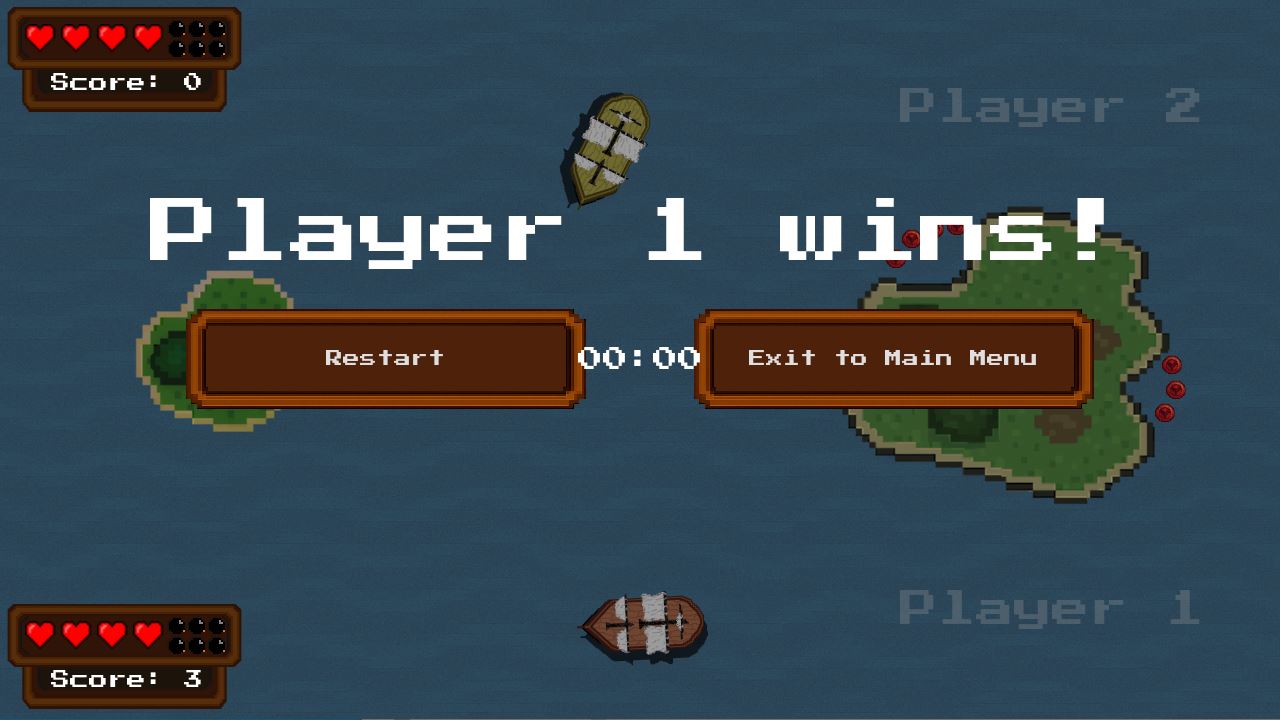 Score: 0
Player 2
Player 1 wins!
Restart
00:00
Exit to Main Menu
Player 1
Score: 3